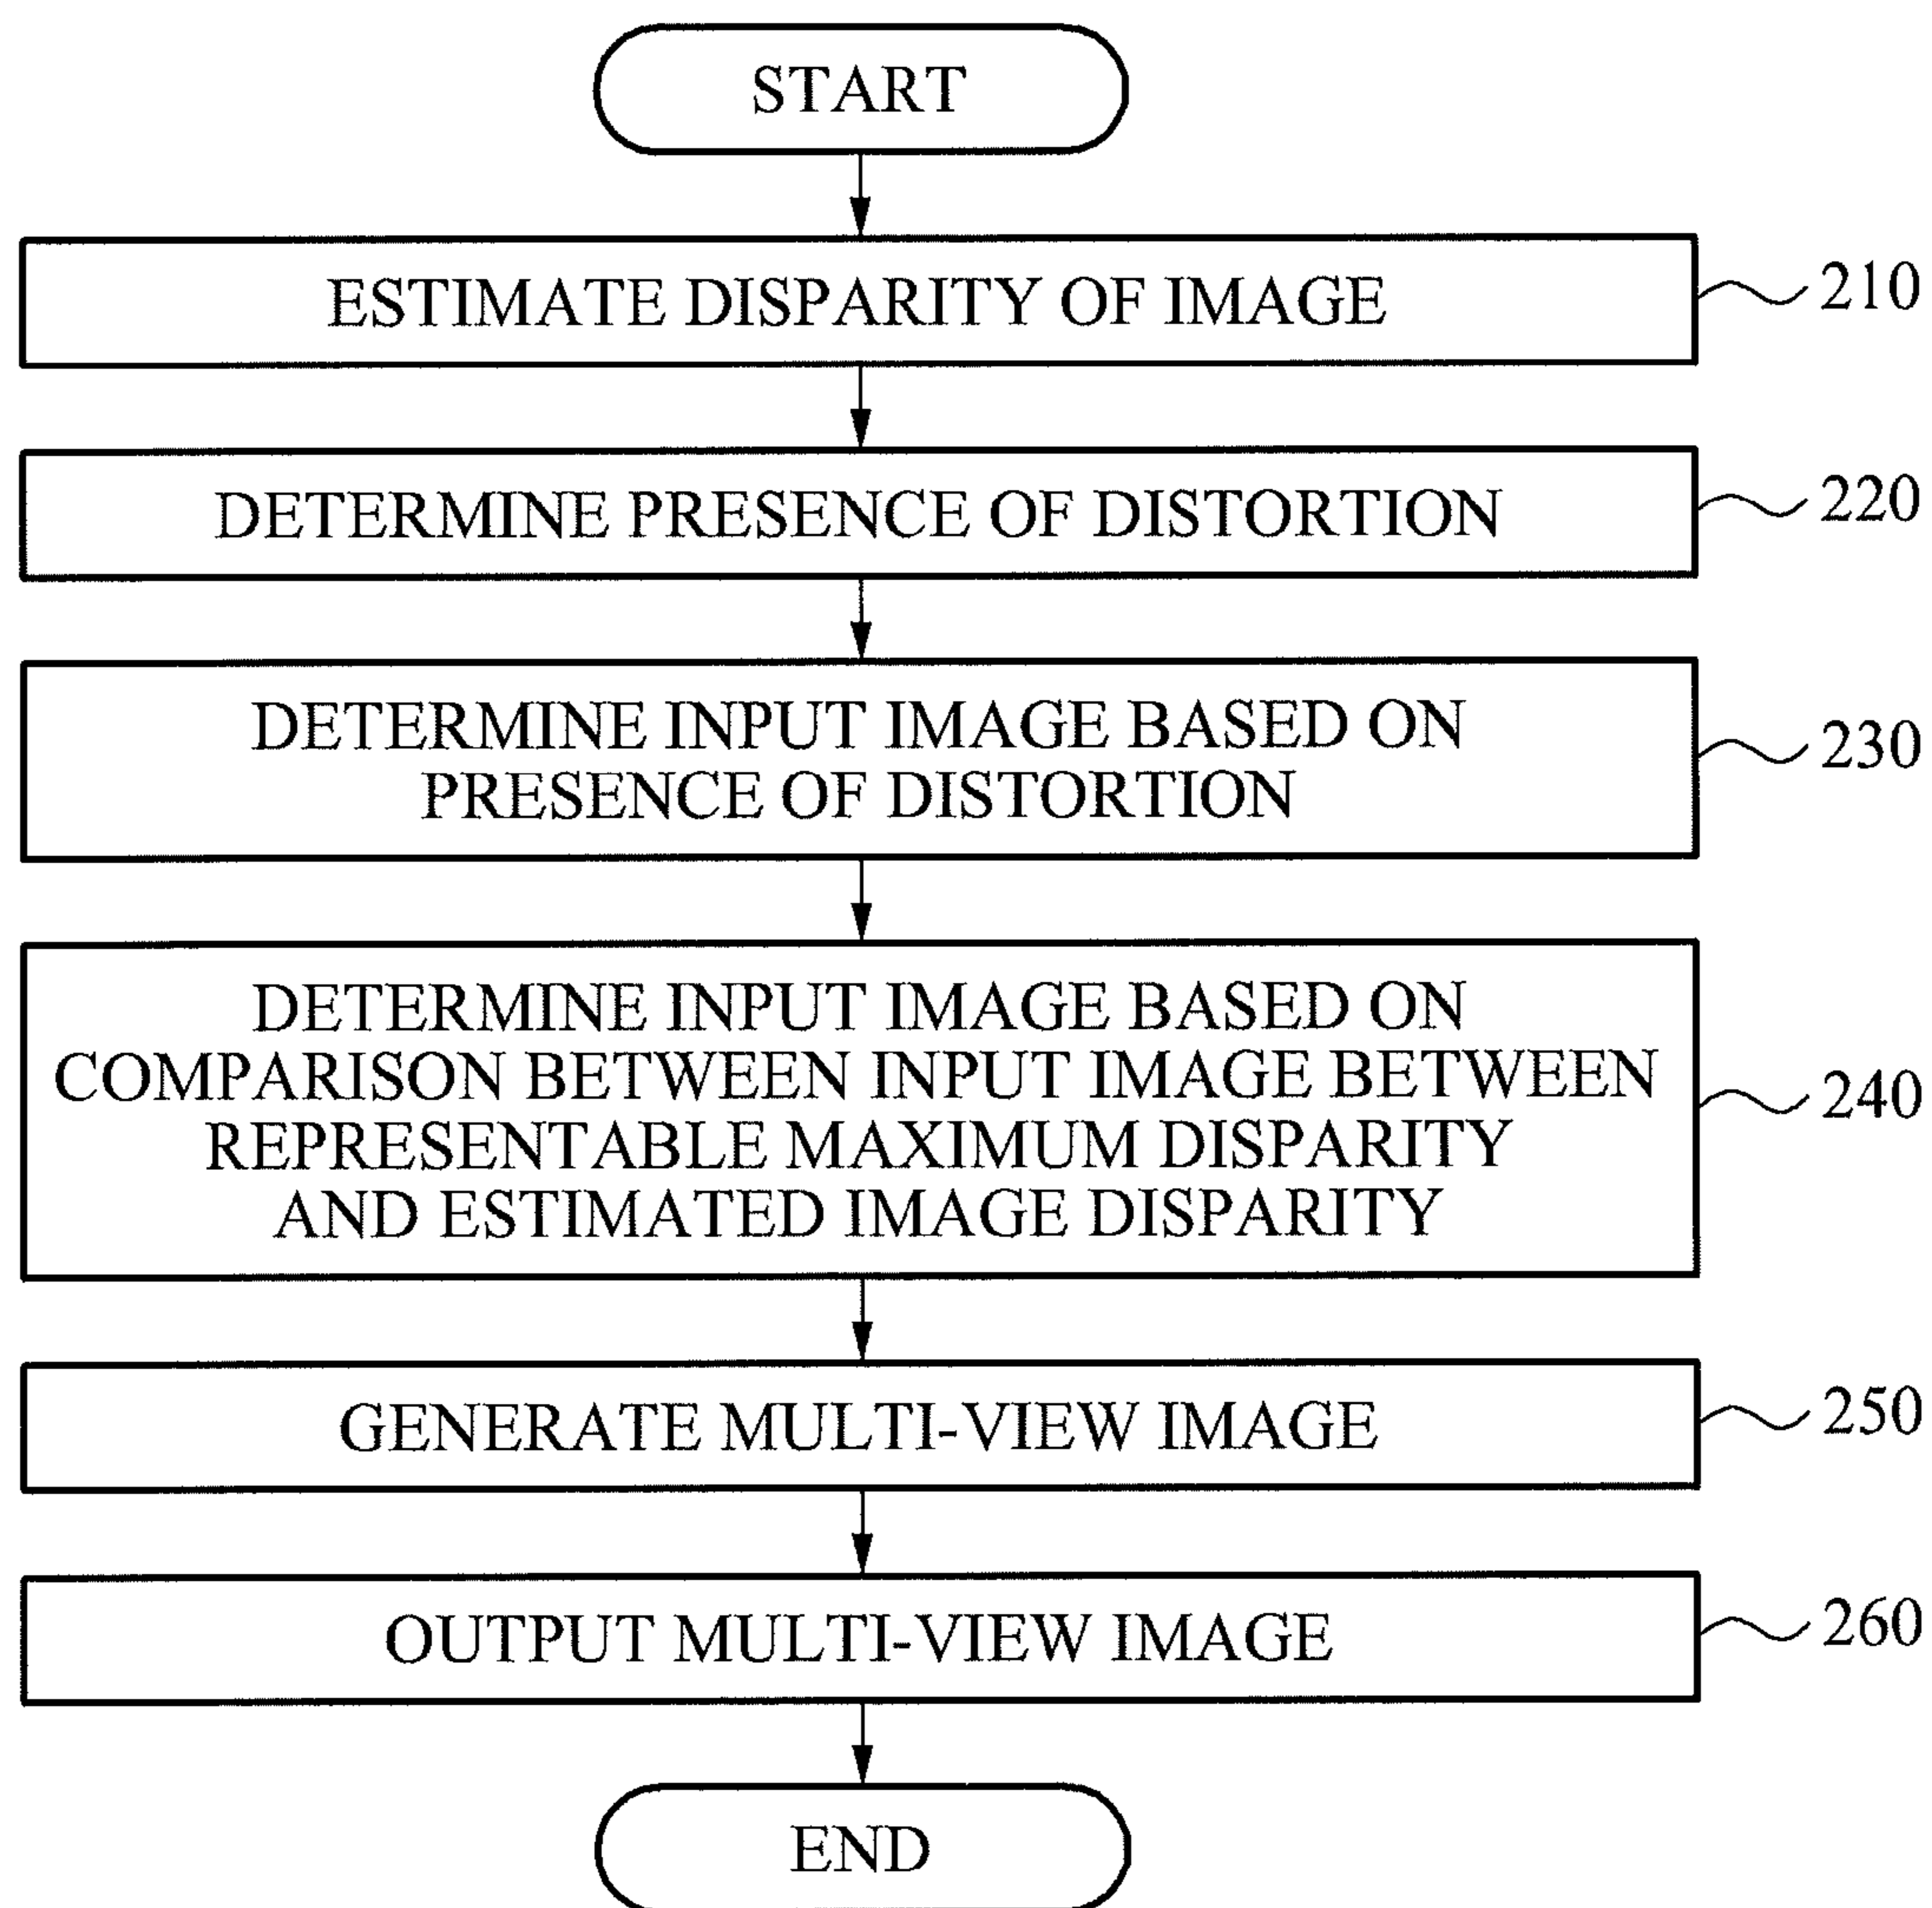 START
ESTIMATE DISPARITY OF IMAGE
210
DETERMINE PRESENCE OF DISTORTION
220
DETERMINE INPUT IMAGE BASED ON
PRESENCE OF DISTORTION
230
DETERMINE INPUT IMAGE BASED ON
COMPARISON BETWEEN INPUT IMAGE BETWEEN
REPRESENTABLE MAXIMUM DISPARITY
AND ESTIMATED IMAGE DISPARITY
240
GENERATE MULTI-VIEW IMAGE
250
OUTPUT MULTI-VIEW IMAGE
260
END